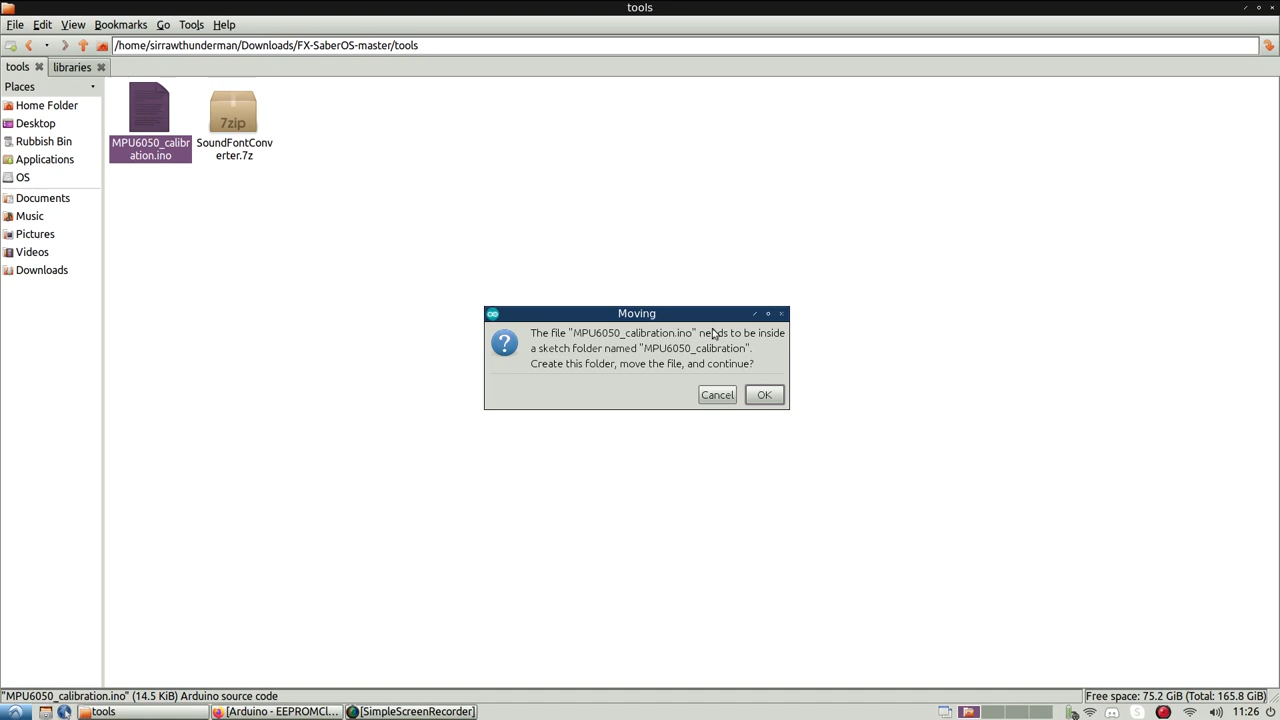 tools
File Edit View Bookmarks Go Tools Help
/home/sirrawthunderman/Downloads/FX-SaberOS-master/tools
tools libraries
Places
Home Folder
Desktop
Rubbish Bin
Applications
OS
Documents
Music
Pictures
Videos
Downloads
MPU6050_calibr
ation.ino
7zip
SoundFontConv
erter.7z
Moving
The file "MPU6050_calibration.ino" needs to be inside
a sketch folder named "MPU6050_calibration".
Create this folder, move the file, and continue?
Cancel OK
"MPU6050_calibration.ino" (14.5 KiB) Arduino source code
Free space: 75.2 GiB (Total: 165.8 GiB)
tools [Arduino - EEPROMCl... [SimpleScreenRecorder] 11:26